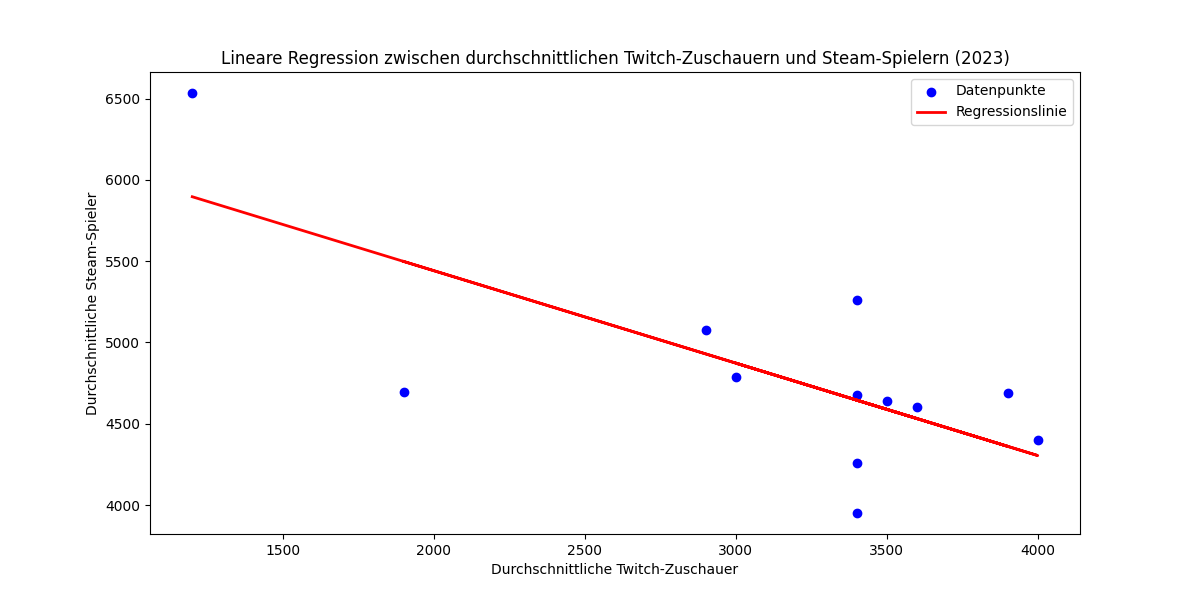 Lineare Regression zwischen durchschnittlichen Twitch-Zuschauern und Steam-Spielern (2023)
Datenpunkte
Regressionslinie
Durchschnittliche Steam-Spieler
6500
6000
5500
5000
4500
4000
1500 2000 2500 3000 3500 4000
Durchschnittliche Twitch-Zuschauer